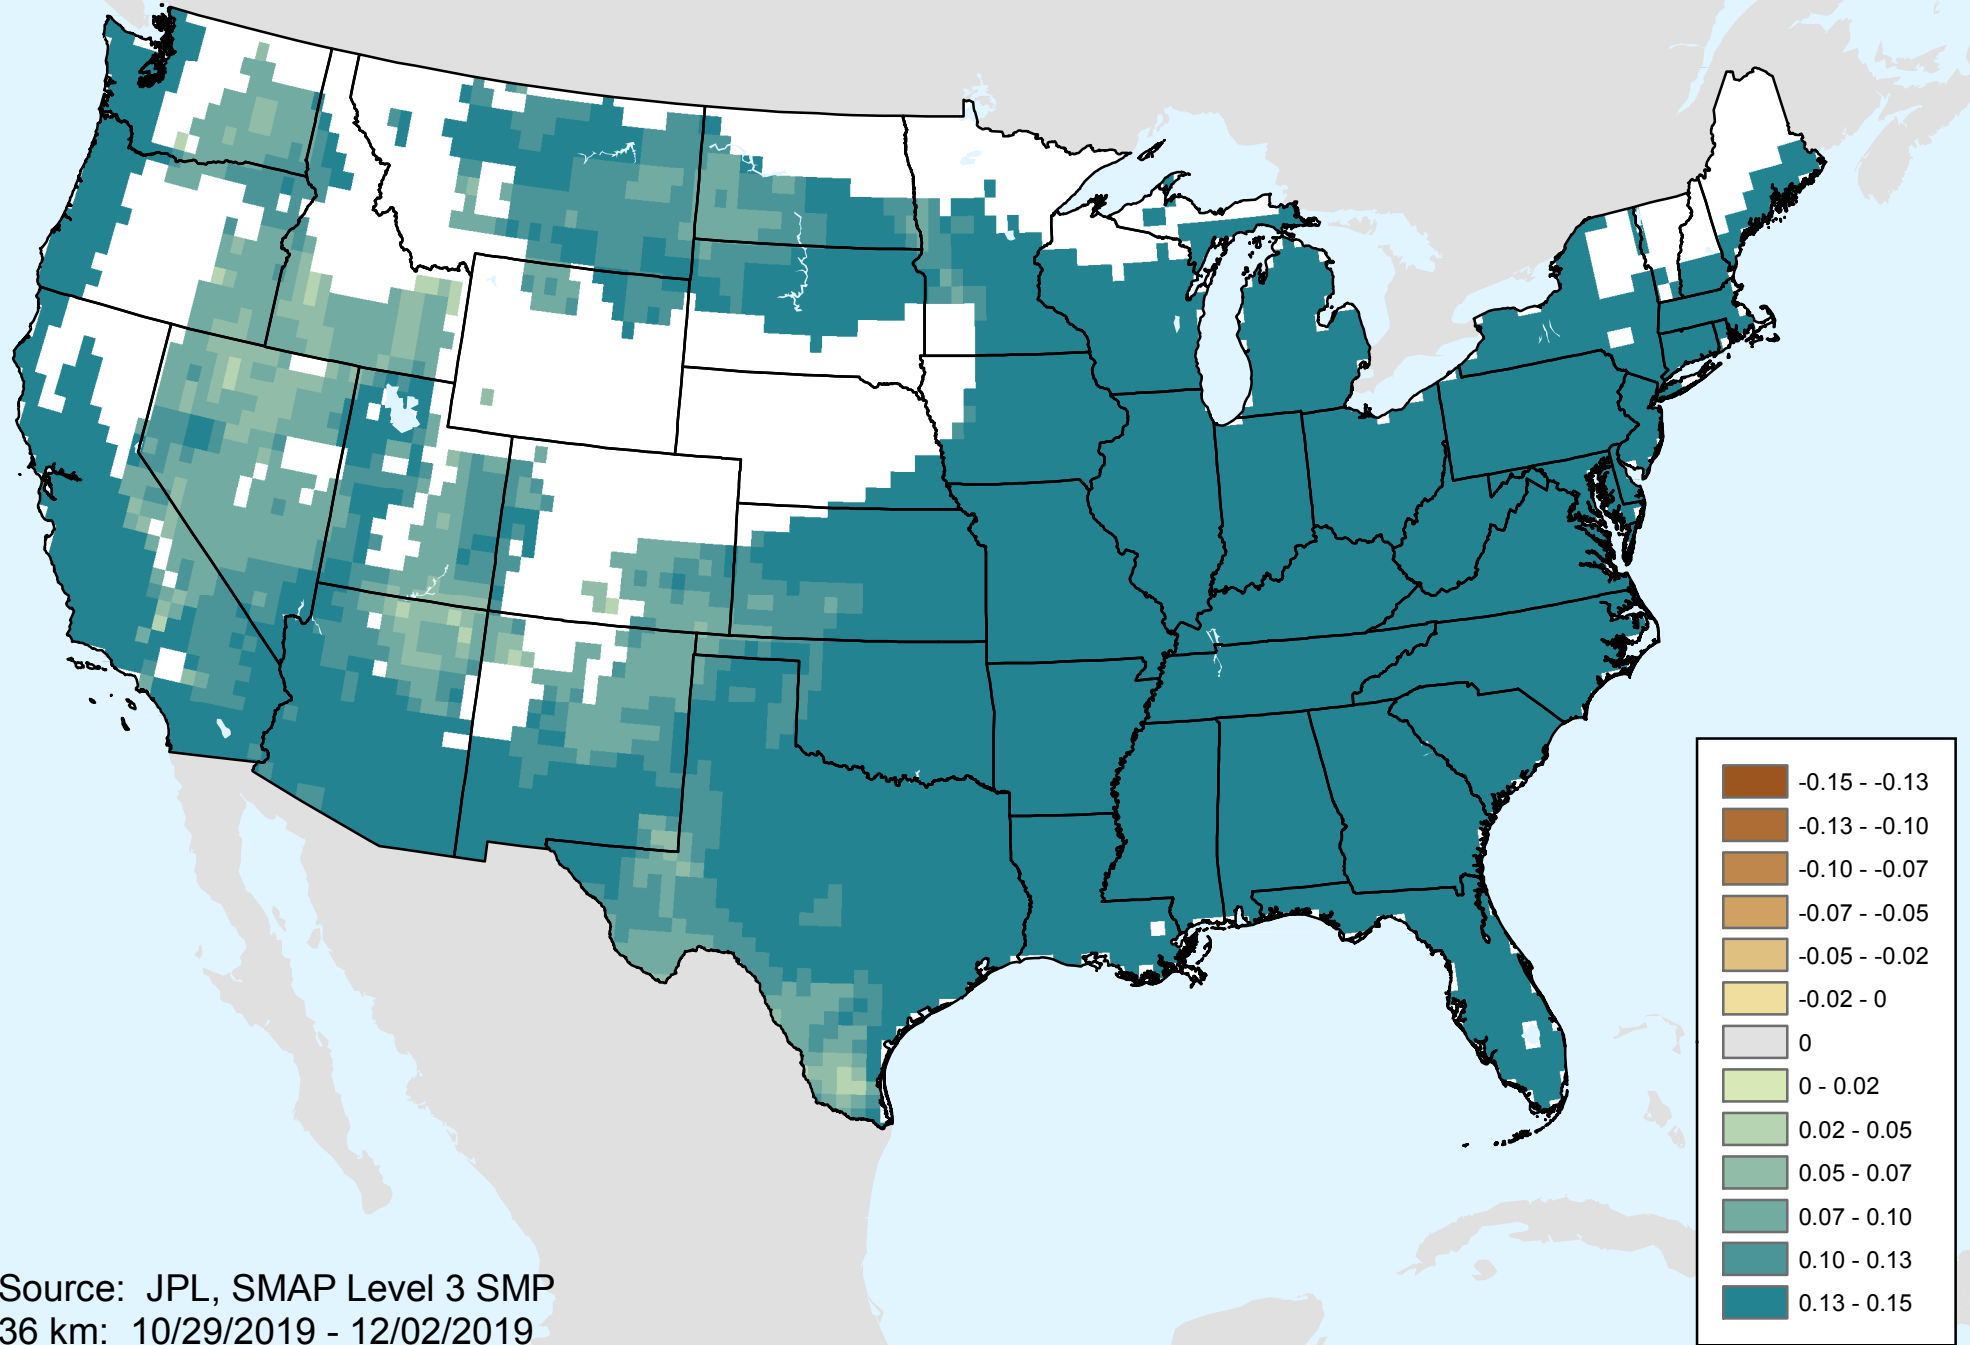 -0.15 - -0.13
-0.13 - -0.10
-0.10 - -0.07
-0.07 - -0.05
-0.05 - -0.02
-0.02 - 0
0
0 - 0.02
0.02 - 0.05
0.05 - 0.07
0.07 - 0.10
0.10 - 0.13
0.13 - 0.15
Source: JPL, SMAP Level 3 SMP
36 km: 10/29/2019 - 12/02/2019